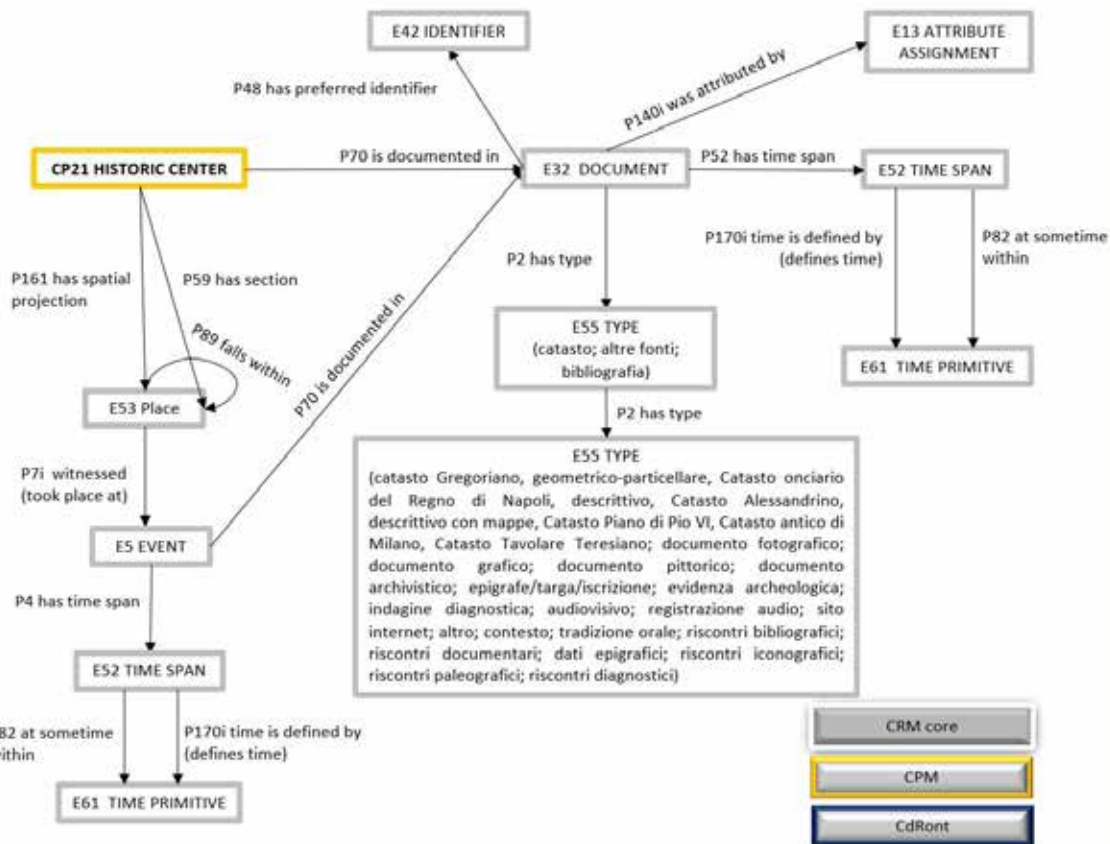 E42 IDENTIFIER
E13 ATTRIBUTE
ASSIGNMENT
P48 has preferred identifier
P140i was attributed by
CP21 HISTORIC CENTER
P70 is documented in
E32 DOCUMENT
P52 has time span
E52 TIME SPAN
P161 has spatial
projection
P59 has section
P89 falls within
P70 is documented in
P2 has type
P170i time is defined by
(defines time)
P82 at sometime
within
E55 TYPE
(catasto; altre fonti;
bibliografia)
E61 TIME PRIMITIVE
E53 Place
P2 has type
P7i witnessed
(took place at)
E5 EVENT
E55 TYPE
(catasto Gregoriano, geometrico-particellare, Catasto onciario
del Regno di Napoli, descrittivo, Catasto Alessandrino,
descrittivo con mappe, Catasto Piano di Pio VI, Catasto antico di
Milano, Catasto Tavolare Teresiano; documento fotografico;
documento grafico; documento pittorico; documento
archivistico; epigrafe/targa/iscrizione; evidenza archeologica;
indagine diagnostica; audiovisivo; registrazione audio; sito
internet; altro; contesto; tradizione orale; riscontri bibliografici;
riscontri documentari; dati epigrafici; riscontri iconografici;
riscontri paleografici; riscontri diagnostici)
P4 has time span
E52 TIME SPAN
82 at sometime
within
P170i time is defined by
(defines time)
E61 TIME PRIMITIVE
CRM core
CPM
CdRont